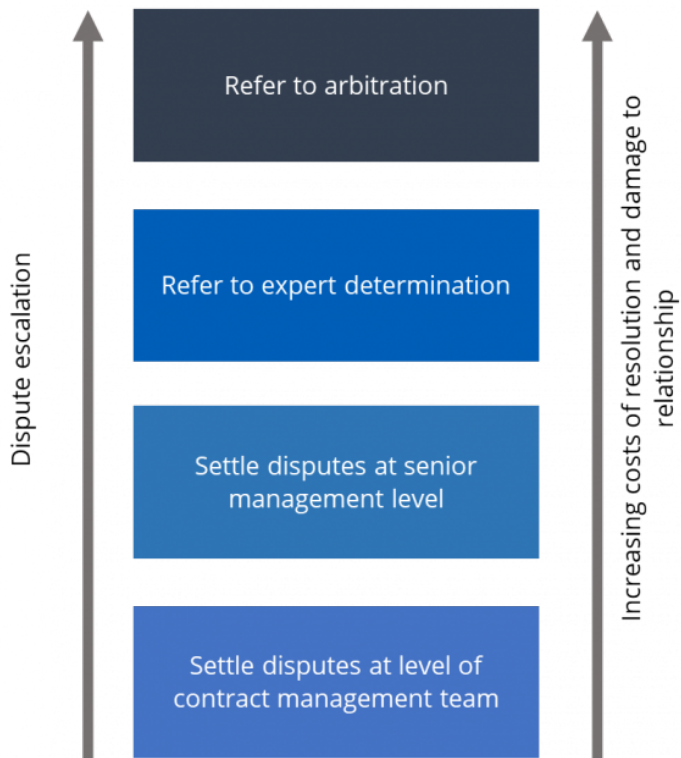 Refer to arbitration
Refer to expert determination
Settle disputes at senior
management level
Settle disputes at level of
contract management team
Dispute escalation
Increasing costs of resolution and damage to
relationship